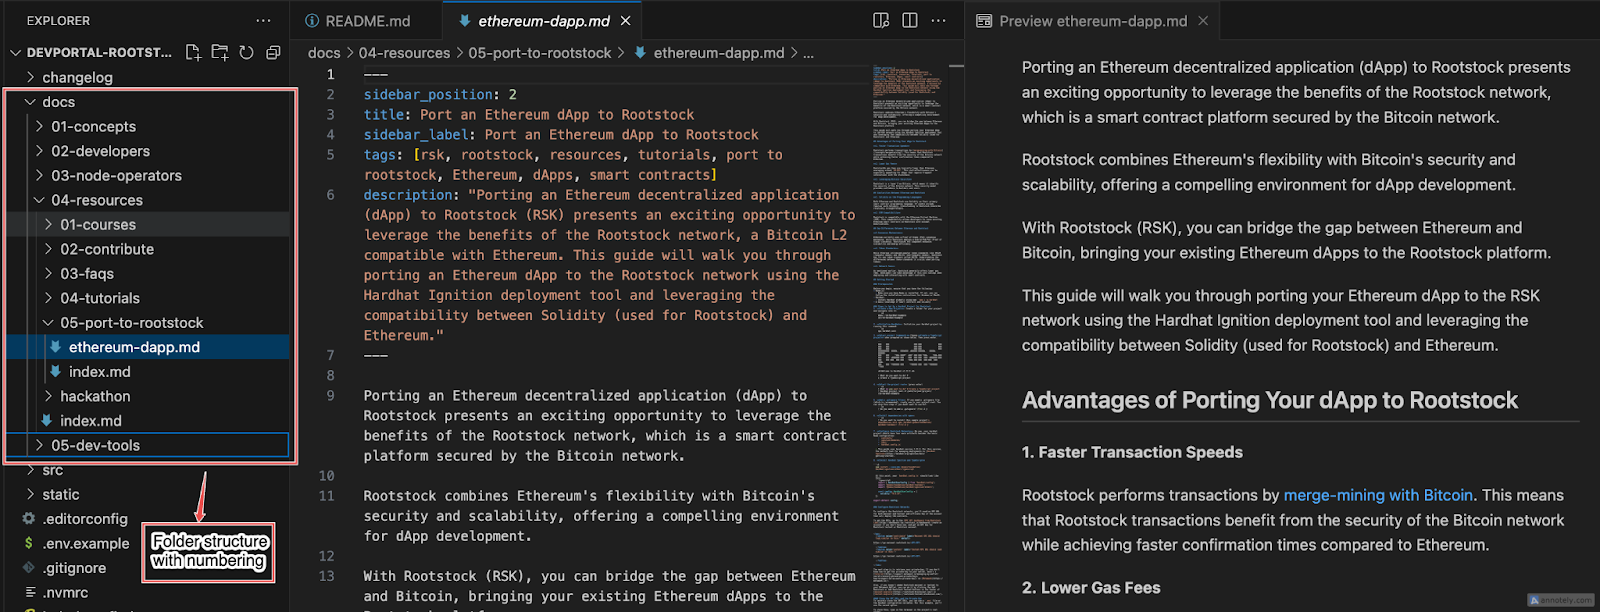 EXPLORER
DEVPORTAL-ROOTST...
changelog
docs
01-concepts
02-developers
03-node-operators
04-resources
01-courses
02-contribute
03-faqs
04-tutorials
05-port-to-rootstock
ethereum-dapp.md
index.md
hackathon
index.md
05-dev-tools
src
static
.editorconfig
.env.example
.gitignore
.nvmrc
Folder structure
with numbering
README.md
ethereum-dapp.md
docs > 04-resources > 05-port-to-rootstock > ethereum-dapp.md > ...
1 ---
2 sidebar_position: 2
3 title: Port an Ethereum dApp to Rootstock
4 sidebar_label: Port an Ethereum dApp to Rootstock
5 tags: [rsk, rootstock, resources, tutorials, port to
rootstock, Ethereum, dApps, smart contracts]
6 description: "Porting an Ethereum decentralized application
(dApp) to Rootstock (RSK) presents an exciting opportunity to
leverage the benefits of the Rootstock network, a Bitcoin L2
compatible with Ethereum. This guide will walk you through
porting an Ethereum dApp to the Rootstock network using the
Hardhat Ignition deployment tool and leveraging the
compatibility between Solidity (used for Rootstock) and
Ethereum."
7 ---
8
9 Porting an Ethereum decentralized application (dApp) to
Rootstock presents an exciting opportunity to leverage the
benefits of the Rootstock network, which is a smart contract
platform secured by the Bitcoin network.
10
11 Rootstock combines Ethereum's flexibility with Bitcoin's
security and scalability, offering a compelling environment
for dApp development.
12
13 With Rootstock (RSK), you can bridge the gap between Ethereum
and Bitcoin, bringing your existing Ethereum dApps to the
Preview ethereum-dapp.md
Porting an Ethereum decentralized application (dApp) to Rootstock presents
an exciting opportunity to leverage the benefits of the Rootstock network,
which is a smart contract platform secured by the Bitcoin network.
Rootstock combines Ethereum's flexibility with Bitcoin's security and
scalability, offering a compelling environment for dApp development.
With Rootstock (RSK), you can bridge the gap between Ethereum and
Bitcoin, bringing your existing Ethereum dApps to the Rootstock platform.
This guide will walk you through porting your Ethereum dApp to the RSK
network using the Hardhat Ignition deployment tool and leveraging the
compatibility between Solidity (used for Rootstock) and Ethereum.
Advantages of Porting Your dApp to Rootstock
1. Faster Transaction Speeds
Rootstock performs transactions by merge-mining with Bitcoin. This means
that Rootstock transactions benefit from the security of the Bitcoin network
while achieving faster confirmation times compared to Ethereum.
2. Lower Gas Fees
annotely.com